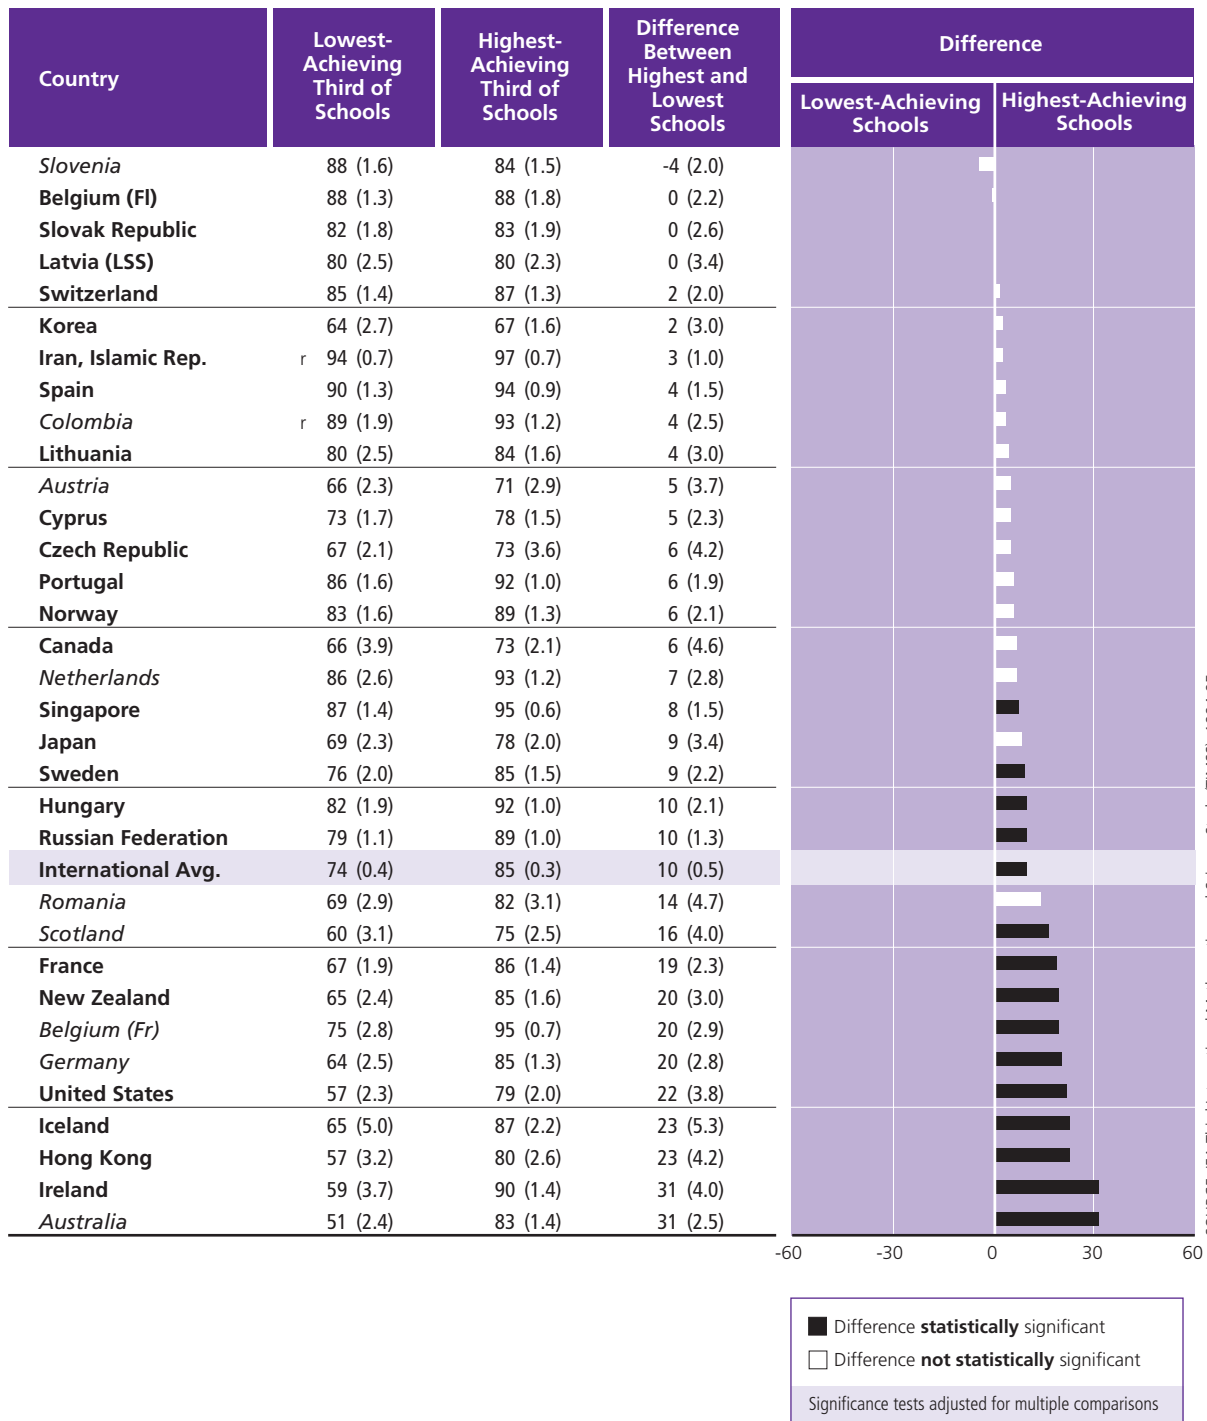 Country
Lowest-
Achieving
Third of
Schools
Highest-
Achieving
Third of
Schools
Difference
Between
Highest and
Lowest
Schools
Difference
Lowest-Achieving
Schools
Highest-Achieving
Schools
Slovenia 88 (1.6) 84 (1.5) -4 (2.0)
Belgium (Fl) 88 (1.3) 88 (1.8) 0 (2.2)
Slovak Republic 82 (1.8) 83 (1.9) 0 (2.6)
Latvia (LSS) 80 (2.5) 80 (2.3) 0 (3.4)
Switzerland 85 (1.4) 87 (1.3) 2 (2.0)
Korea 64 (2.7) 67 (1.6) 2 (3.0)
Iran, Islamic Rep. r 94 (0.7) 97 (0.7) 3 (1.0)
Spain 90 (1.3) 94 (0.9) 4 (1.5)
Colombia r 89 (1.9) 93 (1.2) 4 (2.5)
Lithuania 80 (2.5) 84 (1.6) 4 (3.0)
Austria 66 (2.3) 71 (2.9) 5 (3.7)
Cyprus 73 (1.7) 78 (1.5) 5 (2.3)
Czech Republic 67 (2.1) 73 (3.6) 6 (4.2)
Portugal 86 (1.6) 92 (1.0) 6 (1.9)
Norway 83 (1.6) 89 (1.3) 6 (2.1)
Canada 66 (3.9) 73 (2.1) 6 (4.6)
Netherlands 86 (2.6) 93 (1.2) 7 (2.8)
Singapore 87 (1.4) 95 (0.6) 8 (1.5)
Japan 69 (2.3) 78 (2.0) 9 (3.4)
Sweden 76 (2.0) 85 (1.5) 9 (2.2)
Hungary 82 (1.9) 92 (1.0) 10 (2.1)
Russian Federation 79 (1.1) 89 (1.0) 10 (1.3)
International Avg. 74 (0.4) 85 (0.3) 10 (0.5)
Romania 69 (2.9) 82 (3.1) 14 (4.7)
Scotland 60 (3.1) 75 (2.5) 16 (4.0)
France 67 (1.9) 86 (1.4) 19 (2.3)
New Zealand 65 (2.4) 85 (1.6) 20 (3.0)
Belgium (Fr) 75 (2.8) 95 (0.7) 20 (2.9)
Germany 64 (2.5) 85 (1.3) 20 (2.8)
United States 57 (2.3) 79 (2.0) 22 (3.8)
Iceland 65 (5.0) 87 (2.2) 23 (5.3)
Hong Kong 57 (3.2) 80 (2.6) 23 (4.2)
Ireland 59 (3.7) 90 (1.4) 31 (4.0)
Australia 51 (2.4) 83 (1.4) 31 (2.5)
-60 -30 0 30 60
Difference statistically significant
Difference not statistically significant
Significance tests adjusted for multiple comparisons